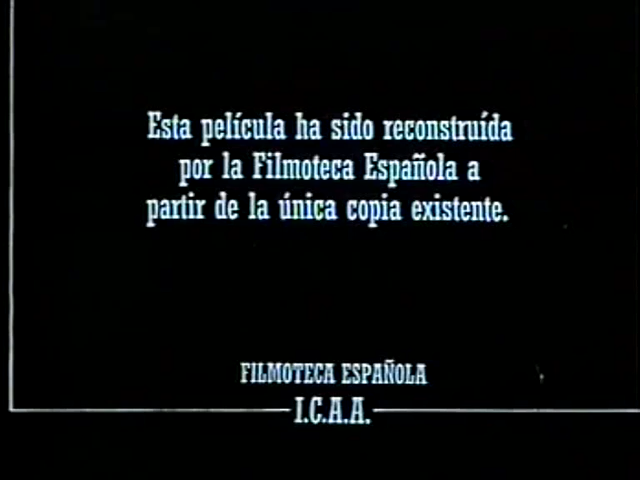 Esta película ha sido reconstruída
por la Filmoteca Española a
partir de la única copia existente.
FILMOTECA ESPAÑOLA
I.C.A.A.